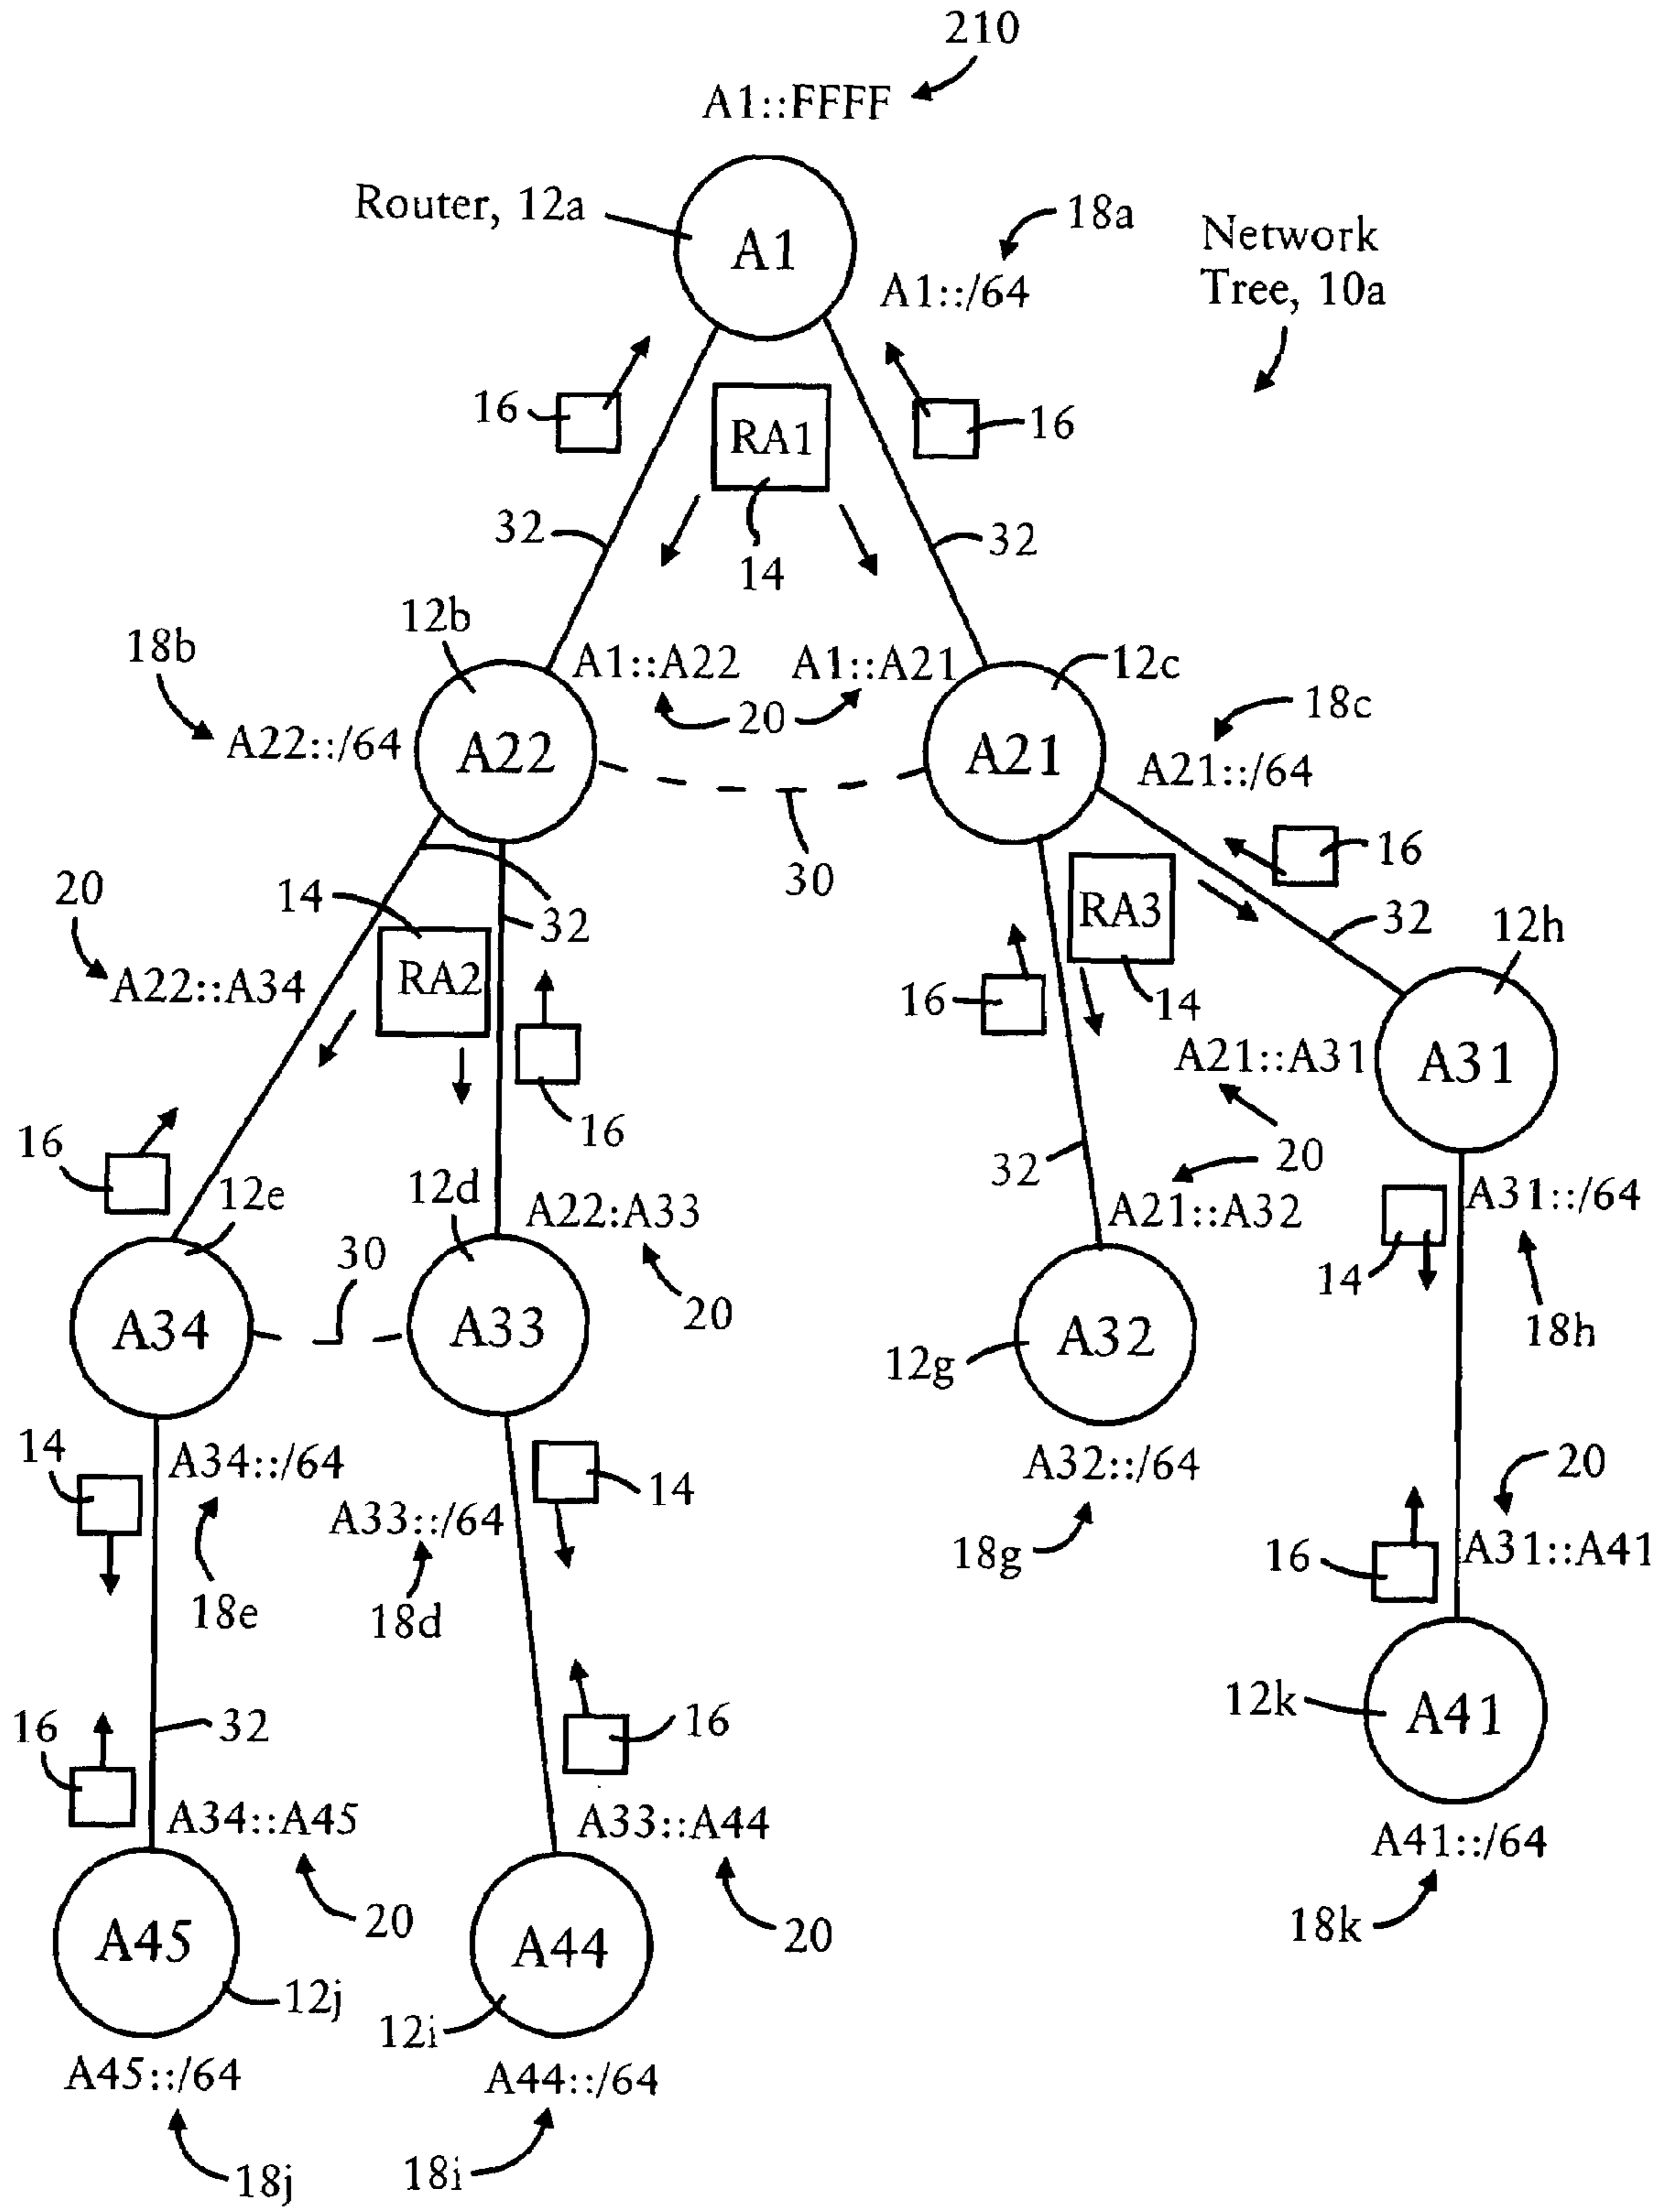 210
A1::FFFF
Router, 12a
A1
18a
A1::/64
Network
Tree, 10a
16
RA1
16
32
14
32
12b
18b
A1::A22
A1::A21
12c
20
18c
A22::/64
A22
A21
A21::/64
30
16
20
14
32
RA3
32
12h
A22::A34
RA2
16
14
A21::A31
A31
16
16
20
32
20
12e
12d
A22:A33
A21::A32
A31::/64
30
20
14
18h
A34
A33
12g
A32
14
A34::/64
14
A33::/64
A32::/64
20
18e
18d
18g
16
A31::A41
16
32
16
12k
A41
A34::A45
A33::A44
A41::/64
20
20
18k
A45
A44
12j
12i
A45::/64
A44::/64
18j
18i